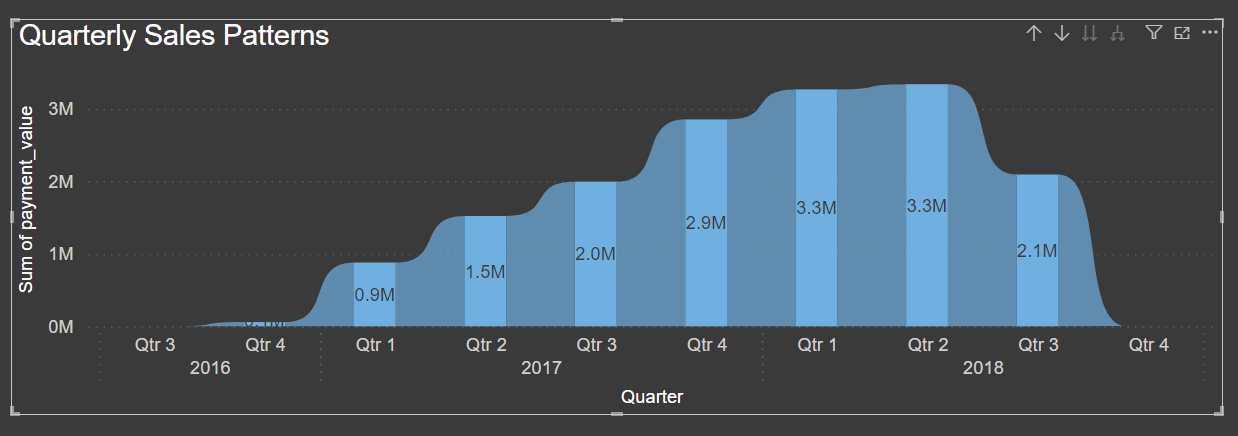 Quarterly Sales Patterns
Sum of payment_value
3M
2M
1M
0M
0.1M
0.9M
1.5M
2.0M
2.9M
3.3M
3.3M
2.1M
Qtr 3 Qtr 4 Qtr 1 Qtr 2 Qtr 3 Qtr 4 Qtr 1 Qtr 2 Qtr 3 Qtr 4
2016 2017 2018
Quarter